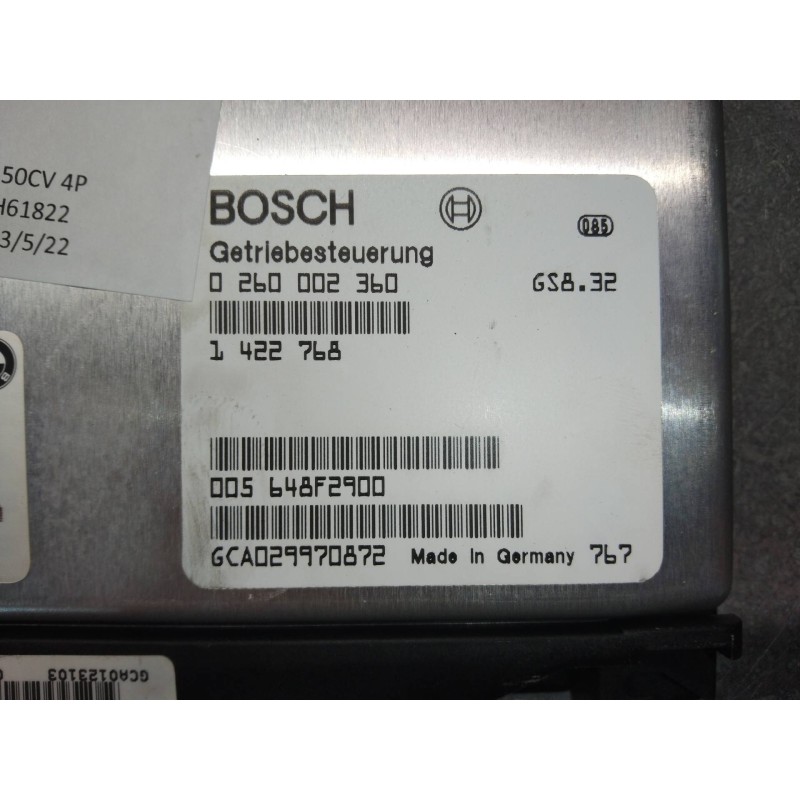 50CV 4P
H61822
3/5/22
BOSCH
085
Getriebesteuerung
0 260 002 360 GS8.32
1 422 768
005 648F2900
GCA029970872 Made in Germany 767
GCA0123103